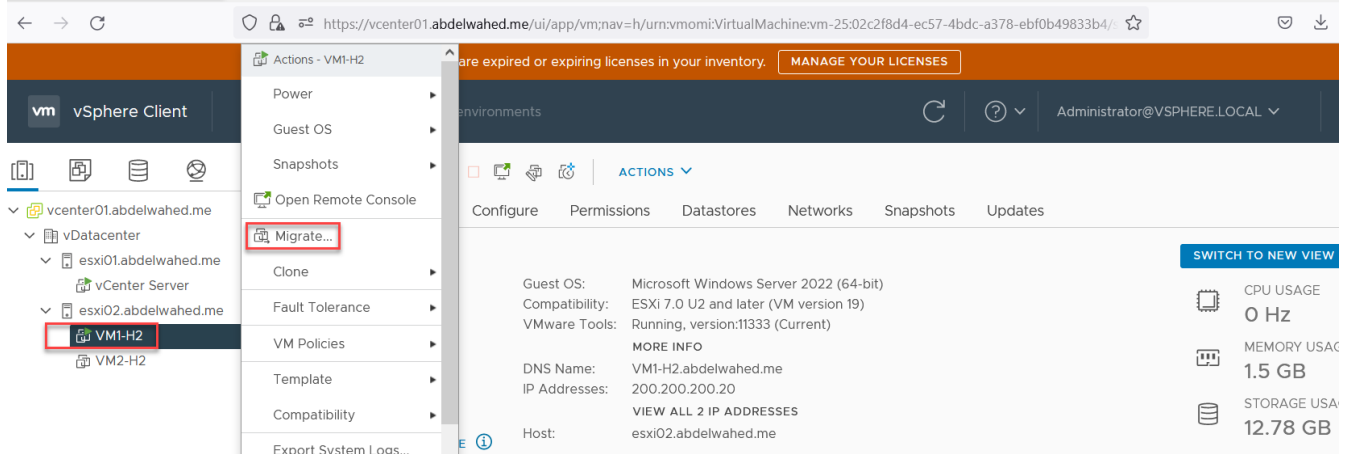 https://vcenter01.abdelwahed.me/ui/app/vm;nav=h/urn:vmomi:VirtualMachine:vm-25:02c2f8d4-ec57-4bdc-a378-ebf0b49833b4/
are expired or expiring licenses in your inventory. MANAGE YOUR LICENSES
vm vSphere Client
environments
Administrator@VSPHERE.LOCAL
vcenter01.abdelwahed.me
vDatacenter
esxi01.abdelwahed.me
vCenter Server
esxi02.abdelwahed.me
VM1-H2
VM2-H2
Actions - VM1-H2
Power
Guest OS
Snapshots
Open Remote Console
Migrate...
Clone
Fault Tolerance
VM Policies
Template
Compatibility
Export System Logs...
ACTIONS
Configure Permissions Datastores Networks Snapshots Updates
SWITCH TO NEW VIEW
Guest OS: Microsoft Windows Server 2022 (64-bit)
Compatibility: ESXi 7.0 U2 and later (VM version 19)
VMware Tools: Running, version:11333 (Current)
MORE INFO
DNS Name: VM1-H2.abdelwahed.me
IP Addresses: 200.200.200.20
VIEW ALL 2 IP ADDRESSES
Host: esxi02.abdelwahed.me
E
CPU USAGE
0 Hz
MEMORY USAG
1.5 GB
STORAGE USA
12.78 GB